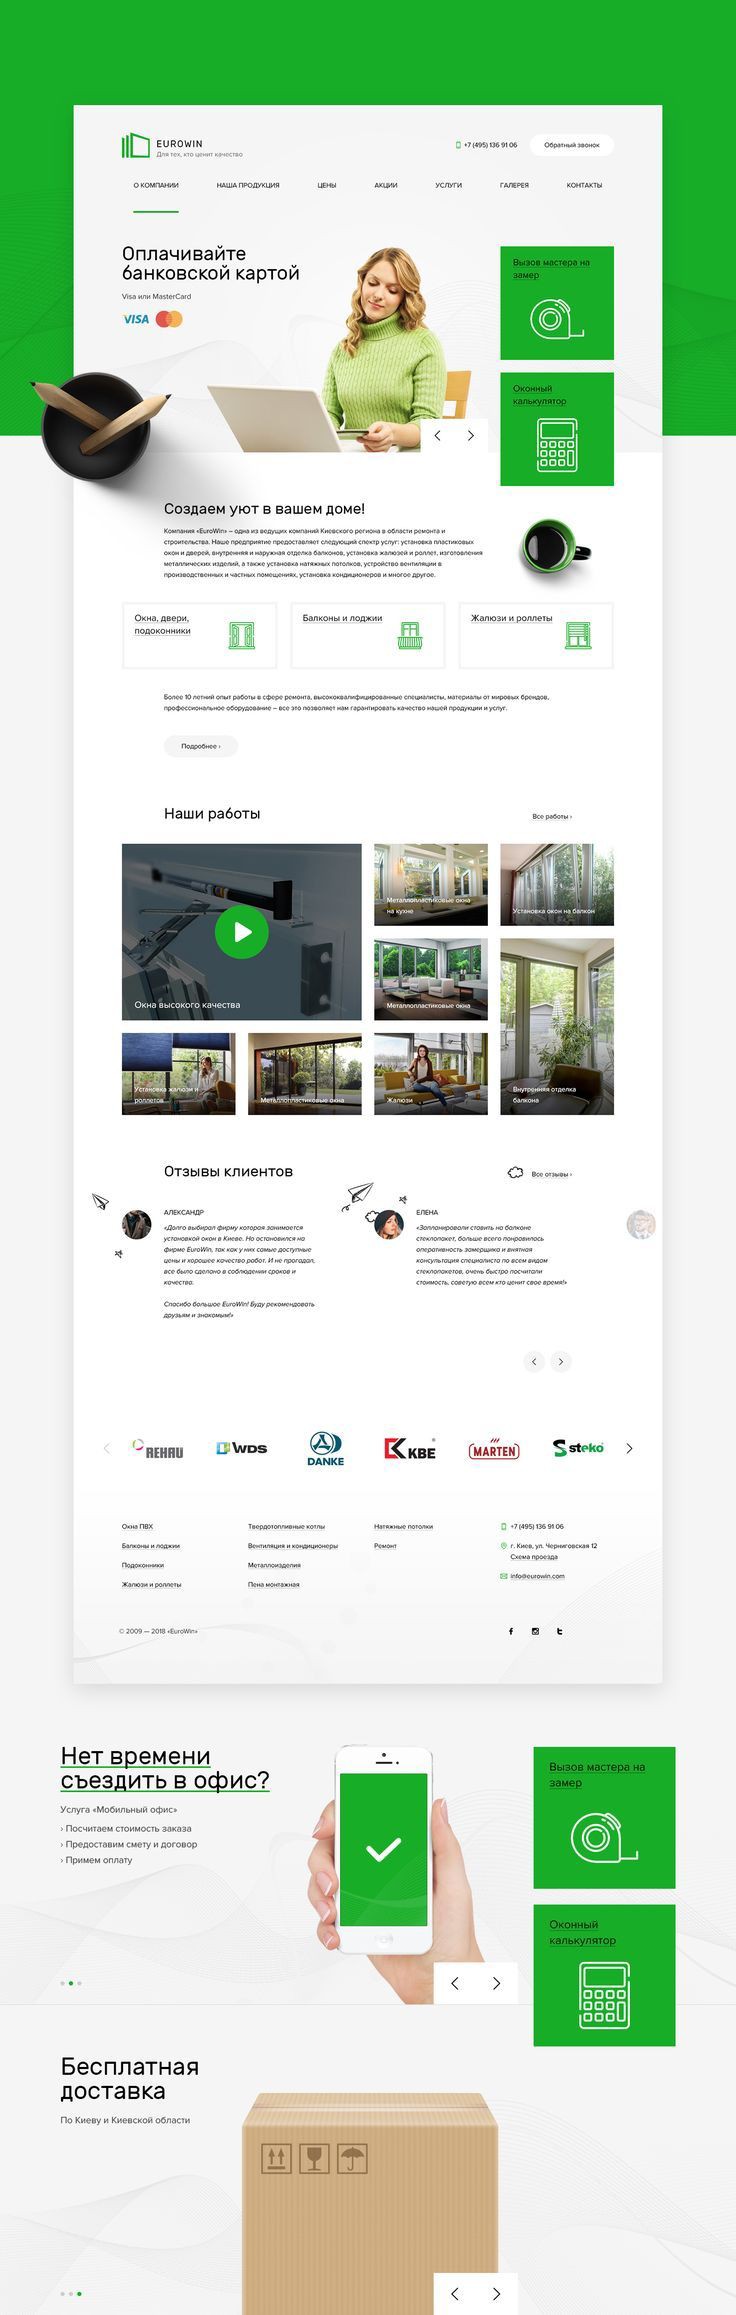 EUROWIN
Для тех, кто ценит качество
+7 (495) 136 91 06
Обратный звонок
О КОМПАНИИ
НАША ПРОДУКЦИЯ
ЦЕНЫ
АКЦИИ
УСЛУГИ
ГАЛЕРЕЯ
КОНТАКТЫ
Оплачивайте
банковской картой
Visa или MasterCard
VISA
Вызов мастера на
замер
Оконный
калькулятор
Создаем уют в вашем доме!
Компания «EuroWin» – одна из ведущих компаний Киевского региона в области ремонта и
строительства. Наше предприятие предоставляет следующий спектр услуг: установка пластиковых
окон и дверей, внутренняя и наружная отделка балконов, установка жалюзей и роллет, изготовления
металлических изделий, а также установка натяжных потолков, устройство вентиляции в
производственных и частных помещениях, установка кондиционеров и многое другое.
Окна, двери,
подоконники
Балконы и лоджии
Жалюзи и роллеты
Более 10 летний опыт работы в сфере ремонта, высококвалифицированные специалисты, материалы от мировых брендов,
профессиональное оборудование – все это позволяет нам гарантировать качество нашей продукции и услуг.
Подробнее ›
Наши работы
Все работы ›
Окна высокого качества
Металлопластиковые окна
на кухне
Установка окон на балкон
Металлопластиковые окна
Установка жалюзи и
роллетов
Металлопластиковые окна
Жалюзи
Внутренняя отделка
балкона
Отзывы клиентов
Все отзывы ›
АЛЕКСАНДР
«Долго выбирал фирму которая занимается
установкой окон в Киеве. Но остановился на
фирме EuroWin, так как у них самые доступные
цены и хорошее качество работ. И не прогадал,
все было сделано в соблюдении сроков и
качества.
Спасибо большое EuroWin! Буду рекомендовать
друзьям и знакомым!»
ЕЛЕНА
«Запланировали ставить на балконе
стеклопакет, больше всего понравилась
оперативность замерщика и внятная
консультация специалиста по всем видам
стеклопакетов, очень быстро посчитали
стоимость, советую всем кто ценит свое время!»
REHAU
WDS
DANKE
KBE
MARTEN
steko
Окна ПВХ
Балконы и лоджии
Подоконники
Жалюзи и роллеты
Твердотопливные котлы
Вентиляция и кондиционеры
Металлоизделия
Пена монтажная
Натяжные потолки
Ремонт
+7 (495) 136 91 06
г. Киев, ул. Черниговская 12
Схема проезда
info@eurowin.com
© 2009 — 2018 «EuroWin»
Нет времени
съездить в офис?
Услуга «Мобильный офис»
› Посчитаем стоимость заказа
› Предоставим смету и договор
› Примем оплату
Вызов мастера на
замер
Оконный
калькулятор
Бесплатная
доставка
По Киеву и Киевской области